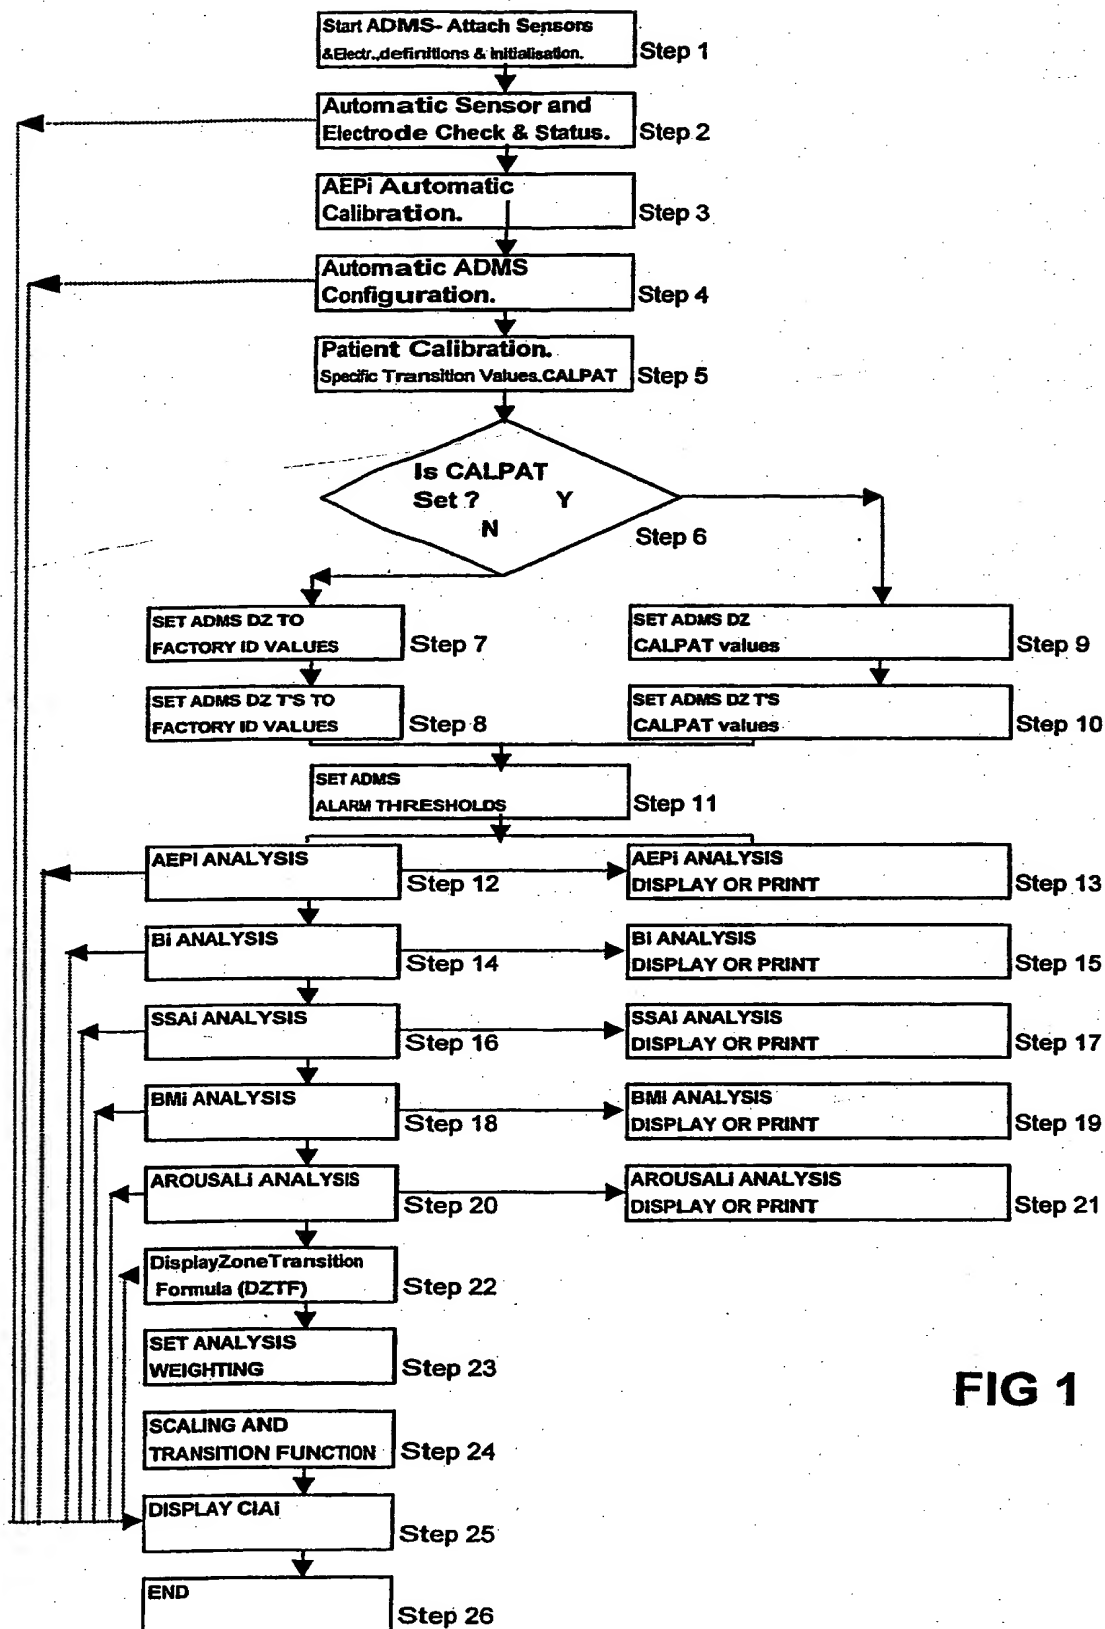 Start ADMS- Attach Sensors
&Electr.,definitions & initialisation.
Step 1
Automatic Sensor and
Electrode Check & Status.
Step 2
AEPi Automatic
Calibration.
Step 3
Automatic ADMS
Configuration.
Step 4
Patient Calibration.
Specific Transition Values.CALPAT
Step 5
Is CALPAT
Set ? Y
N
Step 6
SET ADMS DZ TO
FACTORY ID VALUES
Step 7
SET ADMS DZ
CALPAT values
Step 9
SET ADMS DZ T'S TO
FACTORY ID VALUES
Step 8
SET ADMS DZ T'S
CALPAT values
Step 10
SET ADMS
ALARM THRESHOLDS
Step 11
AEPi ANALYSIS
Step 12
AEPi ANALYSIS
DISPLAY OR PRINT
Step 13
Bi ANALYSIS
Step 14
Bi ANALYSIS
DISPLAY OR PRINT
Step 15
SSAi ANALYSIS
Step 16
SSAi ANALYSIS
DISPLAY OR PRINT
Step 17
BMi ANALYSIS
Step 18
BMi ANALYSIS
DISPLAY OR PRINT
Step 19
AROUSALi ANALYSIS
Step 20
AROUSALi ANALYSIS
DISPLAY OR PRINT
Step 21
DisplayZoneTransition
Formula (DZTF)
Step 22
SET ANALYSIS
WEIGHTING
Step 23
FIG 1
SCALING AND
TRANSITION FUNCTION
Step 24
DISPLAY CIAi
Step 25
END
Step 26